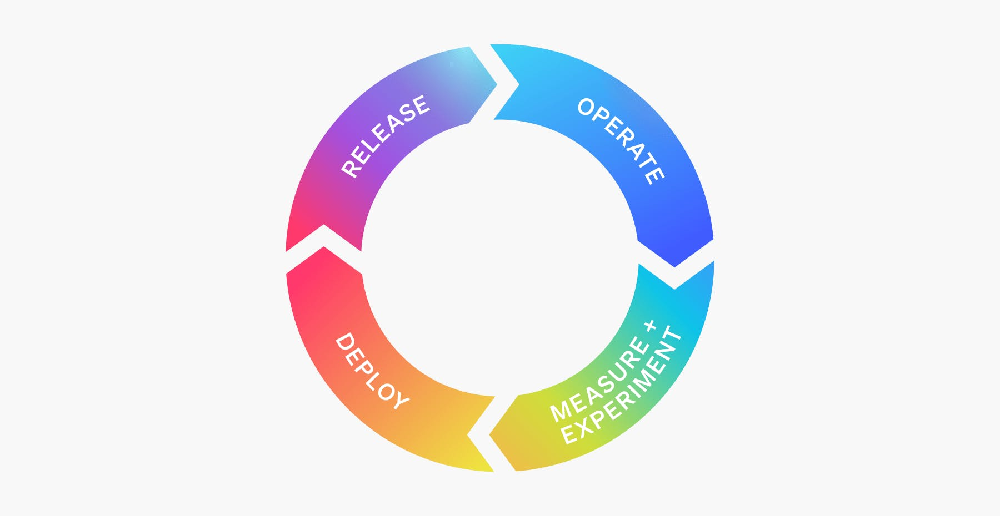 RELEASE
OPERATE
MEASURE +
EXPERIMENT
DEPLOY